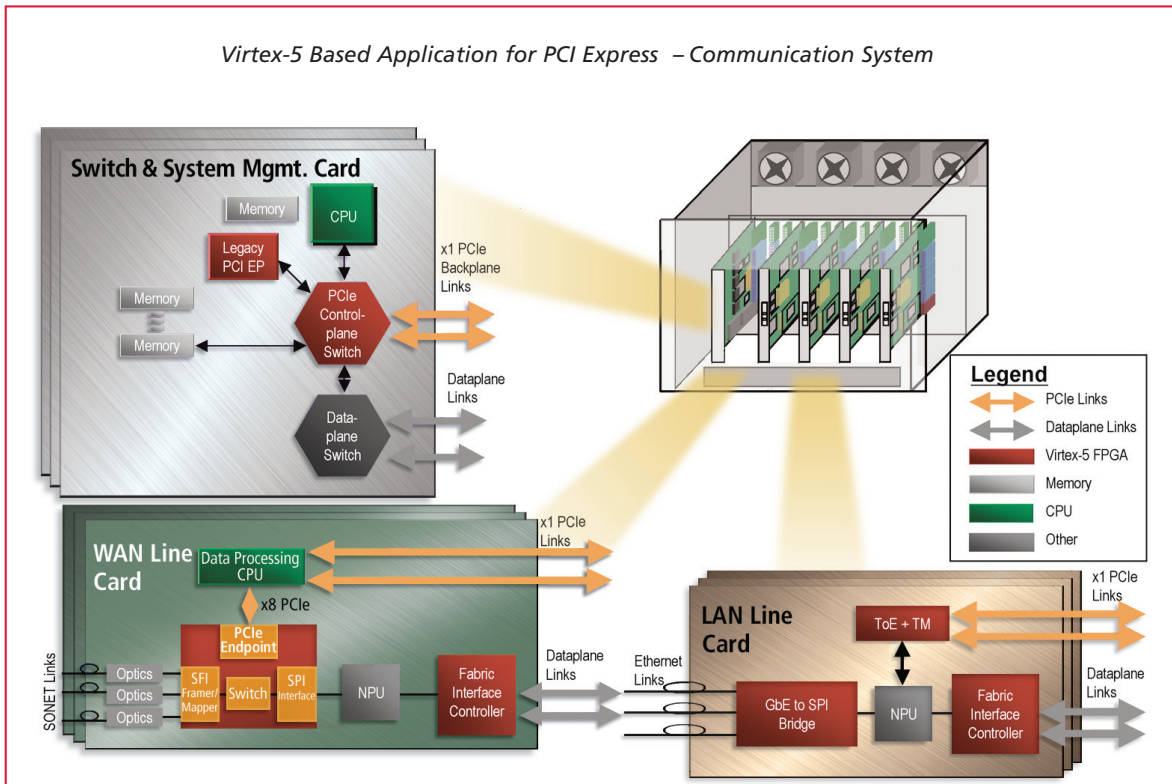 Virtex-5 Based Application for PCI Express – Communication System
Switch & System Mgmt. Card
Memory
CPU
Legacy
PCI EP
x1 PCIe
Backplane
Links
Memory
Memory
PCIe
Control-
plane
Switch
Dataplane
Links
Data-
plane
Switch
Legend
PCIe Links
Dataplane Links
Virtex-5 FPGA
Memory
CPU
Other
WAN Line
Card
Data Processing
CPU
x1 PCIe
Links
x8 PCIe
PCIe
Endpoint
SONET Links
Optics
Optics
Optics
SFI
Framer/
Mapper
Switch
SPI
Interface
NPU
Fabric
Interface
Controller
Dataplane
Links
LAN Line
Card
ToE + TM
x1 PCIe
Links
Ethernet
Links
GbE to SPI
Bridge
NPU
Fabric
Interface
Controller
Dataplane
Links